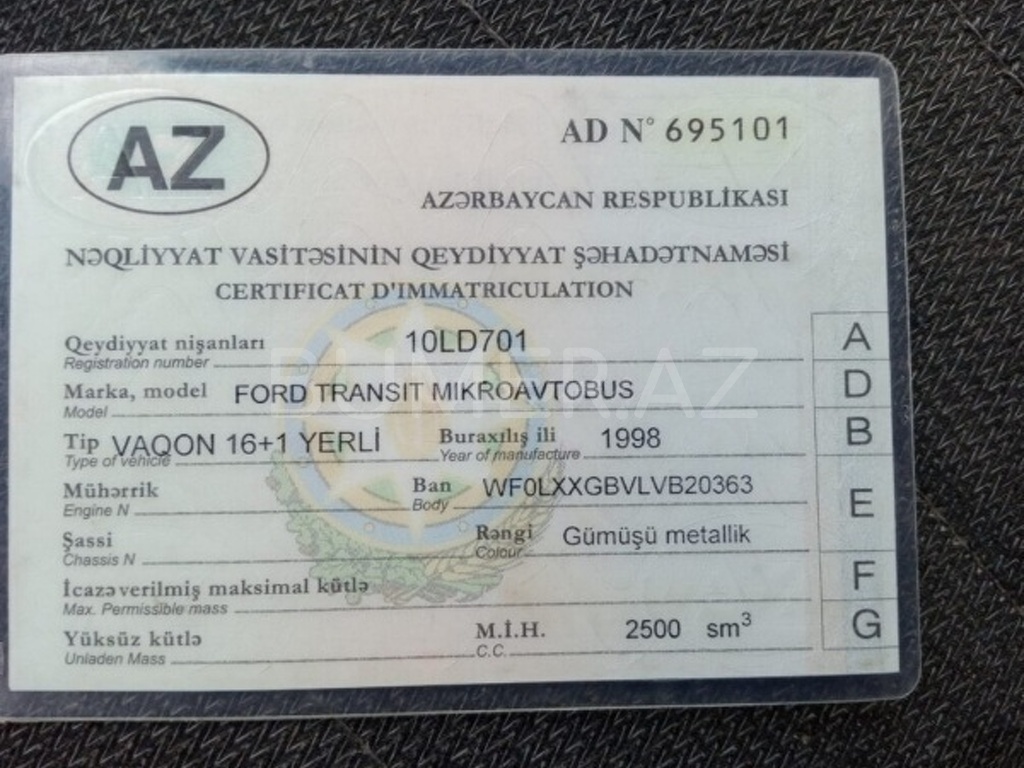 AZ
AD N° 695101
AZƏRBAYCAN RESPUBLİKASI
NƏQLİYYAT VASİTƏSİNİN QEYDİYYAT ŞƏHADƏTNAMƏSİ
CERTIFICAT D'IMMATRICULATION
Qeydiyyat nişanları 10LD701 A
Registration number
Marka, model FORD TRANSIT MIKROAVTOBUS D
Model
Tip VAQON 16+1 YERLİ Buraxılış ili 1998 B
Type of vehicle Year of manufacture
Mühərrik Ban WF0LXXGBVLVB20363 E
Engine N Body
Şassi Rəngi Gümüşü metallik
Chassis N Colour
İcazə verilmiş maksimal kütlə F
Max. Permissible mass
Yüksüz kütlə M.İ.H. 2500 sm³ G
Unladen Mass C.C.